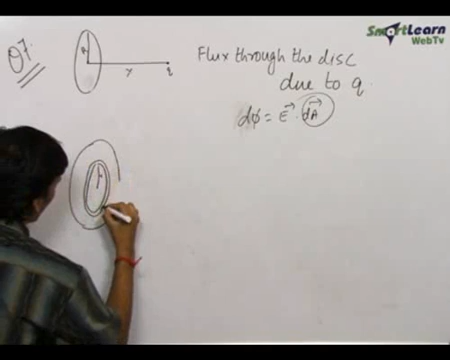 Q7.
R
r
q
Flux through the disc
due to q.
dφ = E⃗ · dA⃗
r
SmartLearn
WebTv